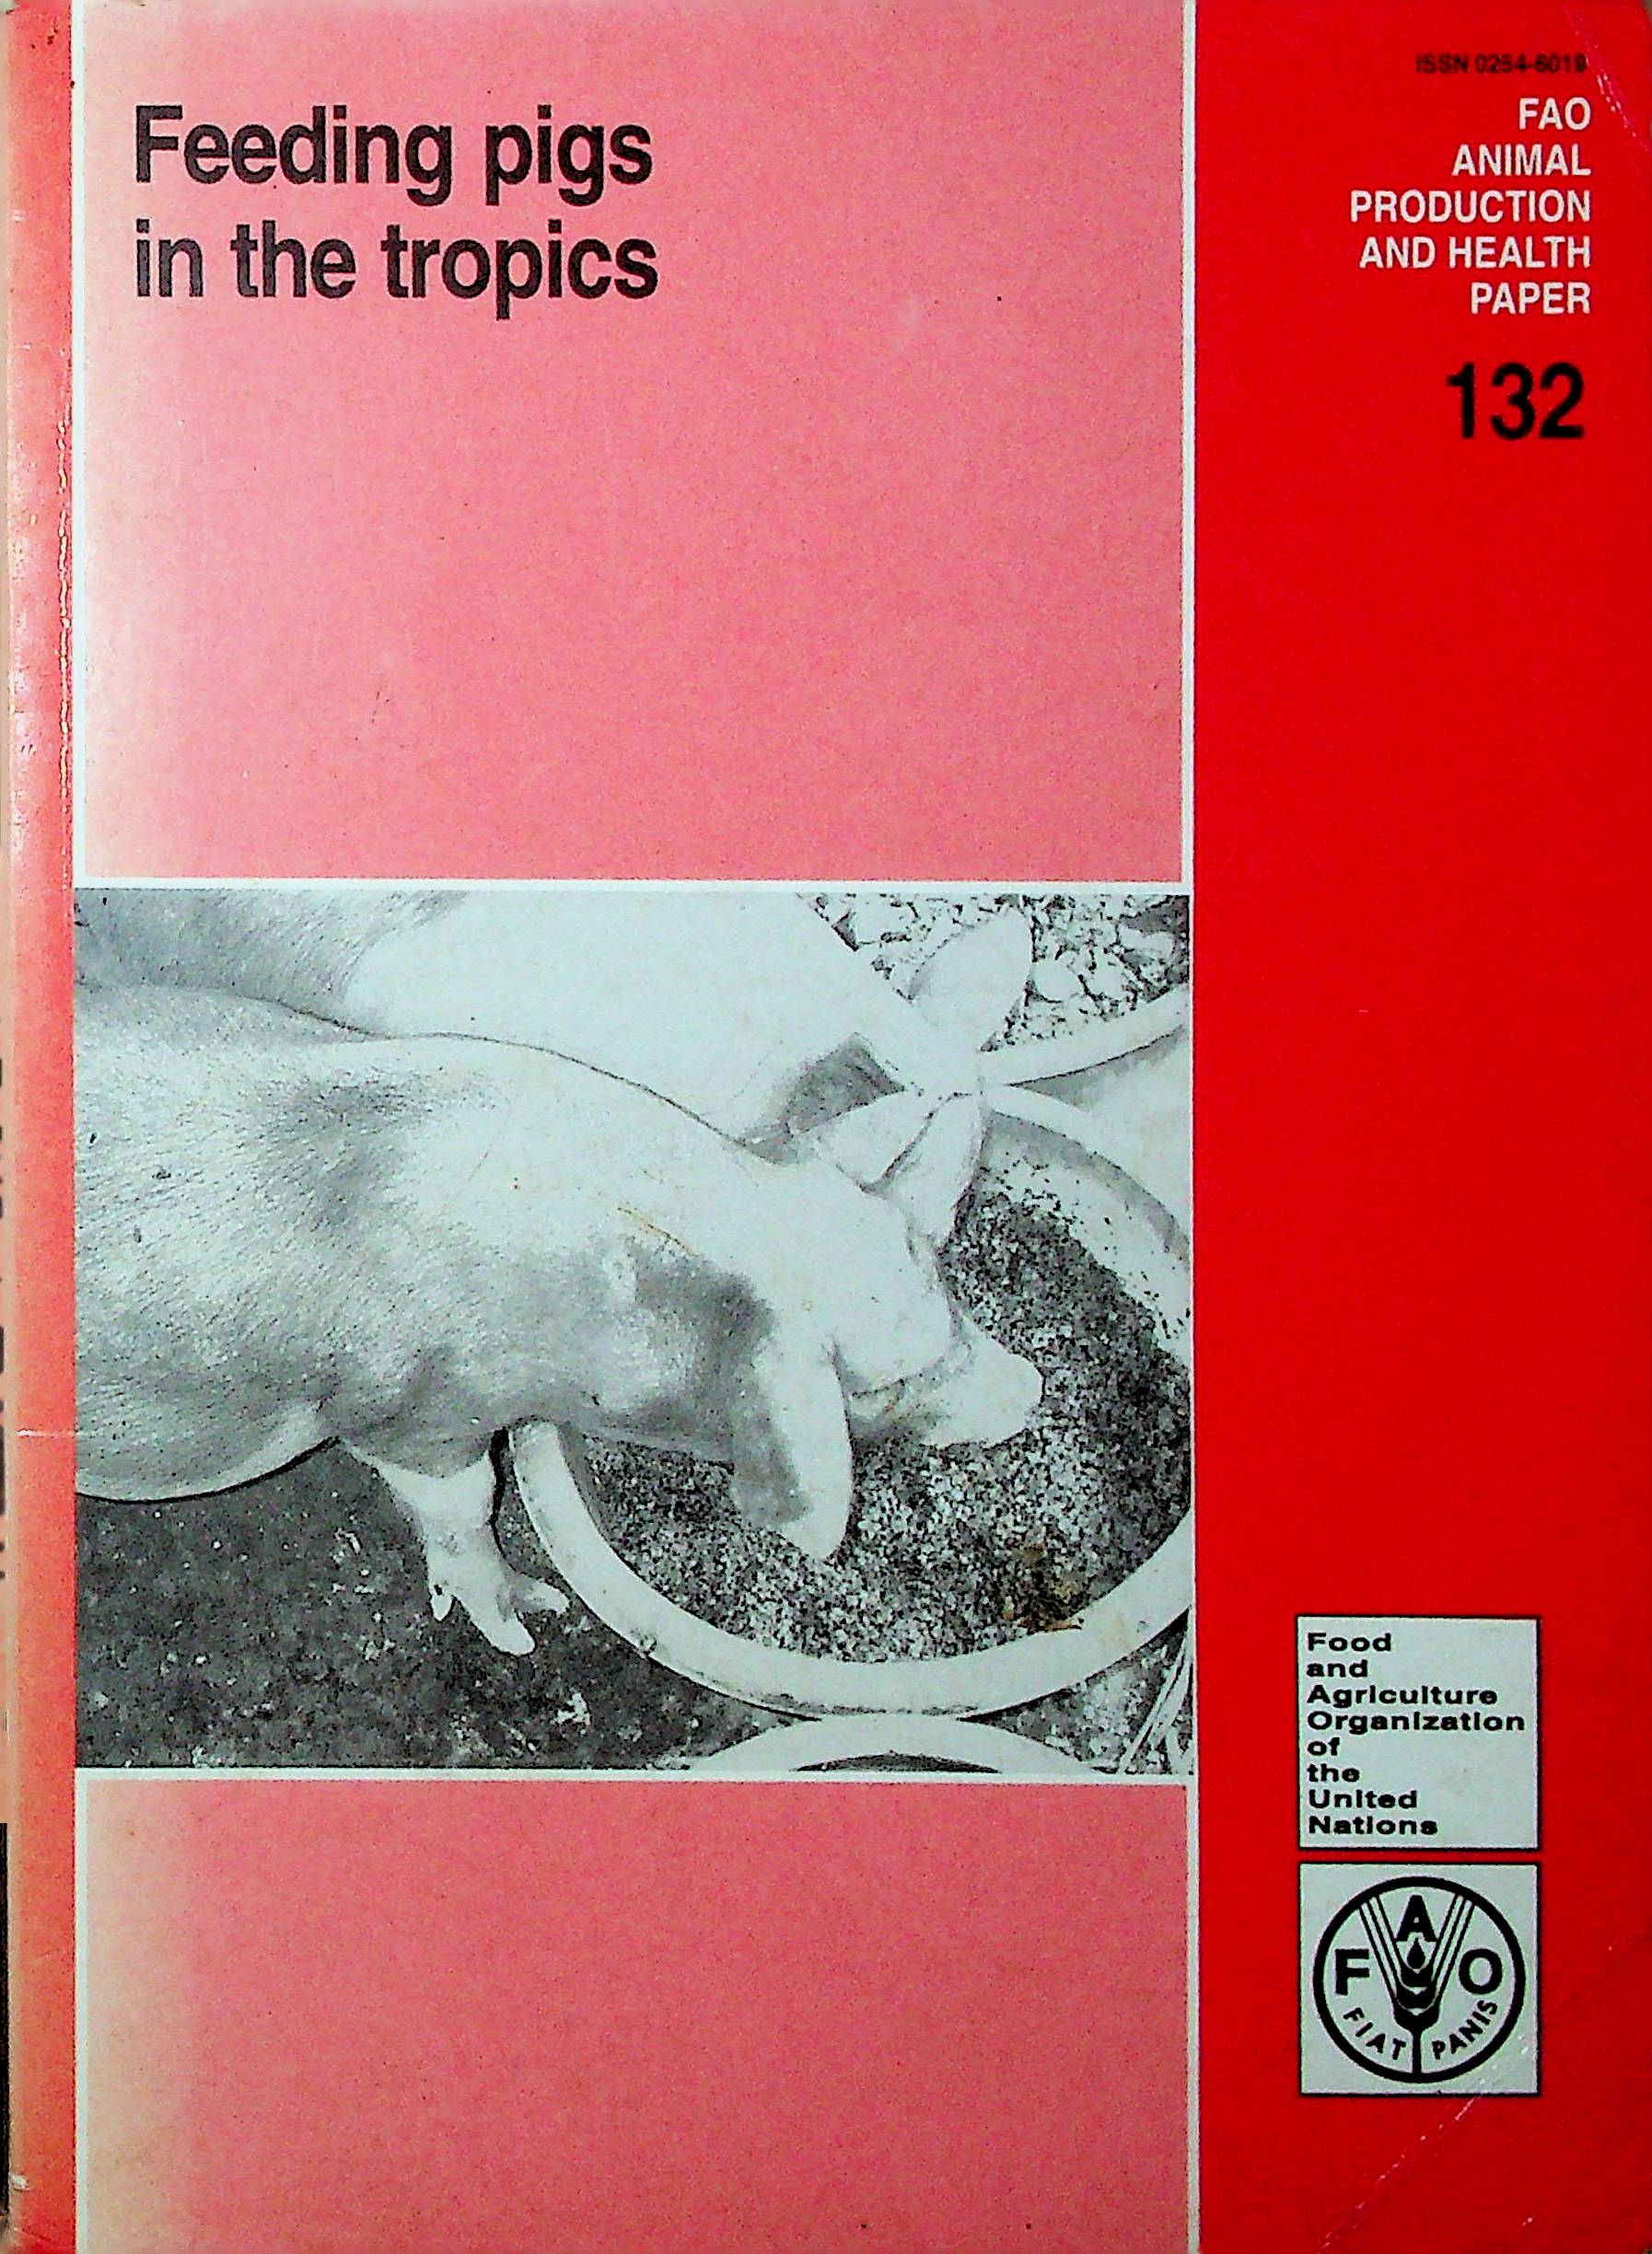 Feeding pigs
in the tropics
ISSN 0254-6019
FAO
ANIMAL
PRODUCTION
AND HEALTH
PAPER
132
Food
and
Agriculture
Organization
of
the
United
Nations
F A O
FIAT PANIS